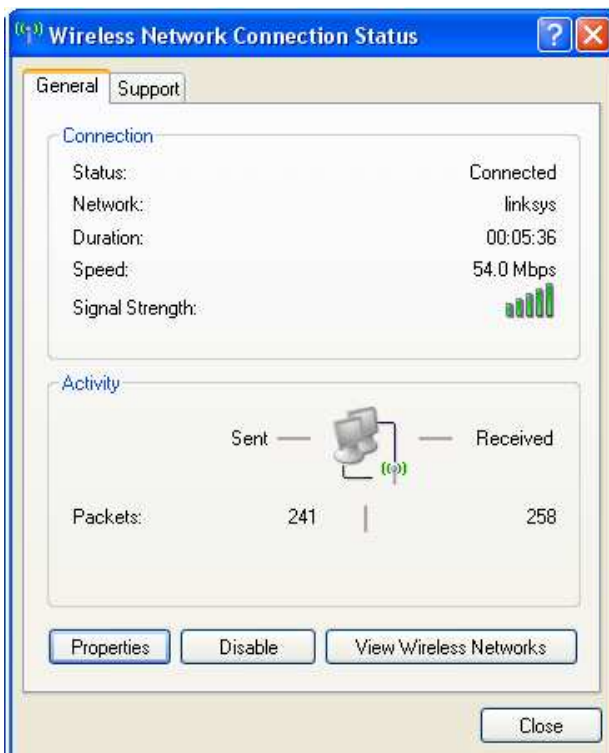 Wireless Network Connection Status
General Support
Connection
Status: Connected
Network: linksys
Duration: 00:05:36
Speed: 54.0 Mbps
Signal Strength:
Activity
Sent Received
Packets: 241 258
Properties Disable View Wireless Networks
Close